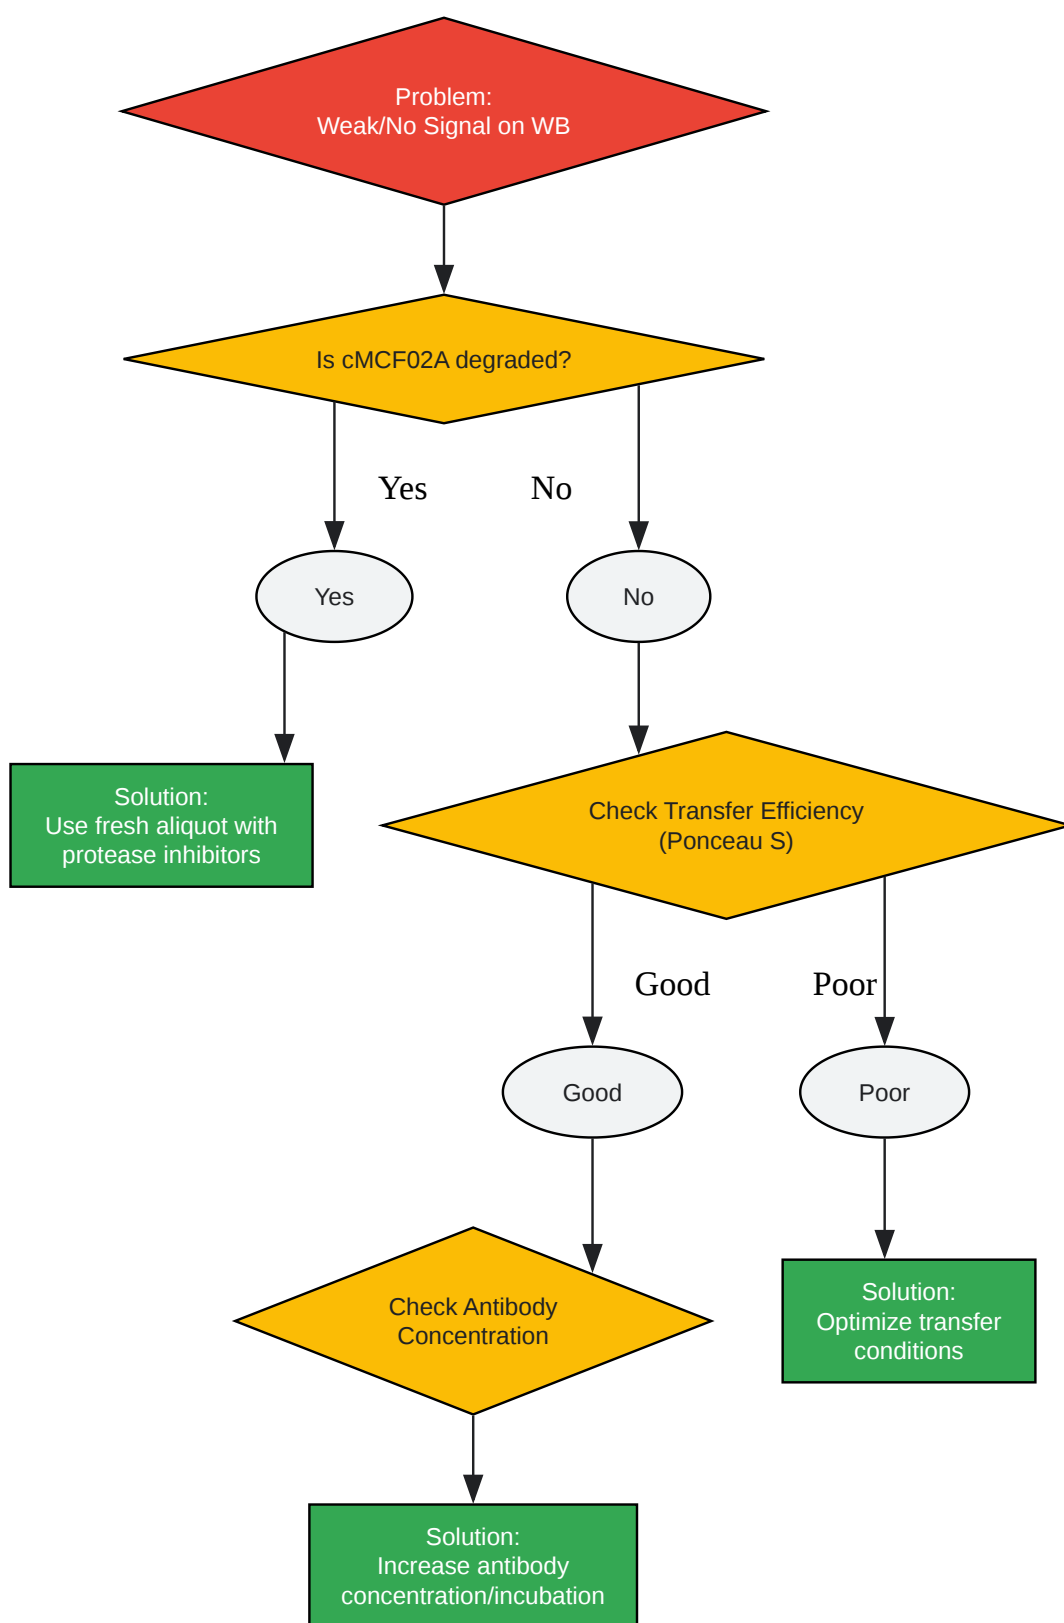 Problem:
Weak/No Signal on WB
Is cMCF02A degraded?
Yes
No
Yes
No
Solution:
Use fresh aliquot with
protease inhibitors
Check Transfer Efficiency
(Ponceau S)
Good
Poor
Good
Poor
Check Antibody
Concentration
Solution:
Optimize transfer
conditions
Solution:
Increase antibody
concentration/incubation